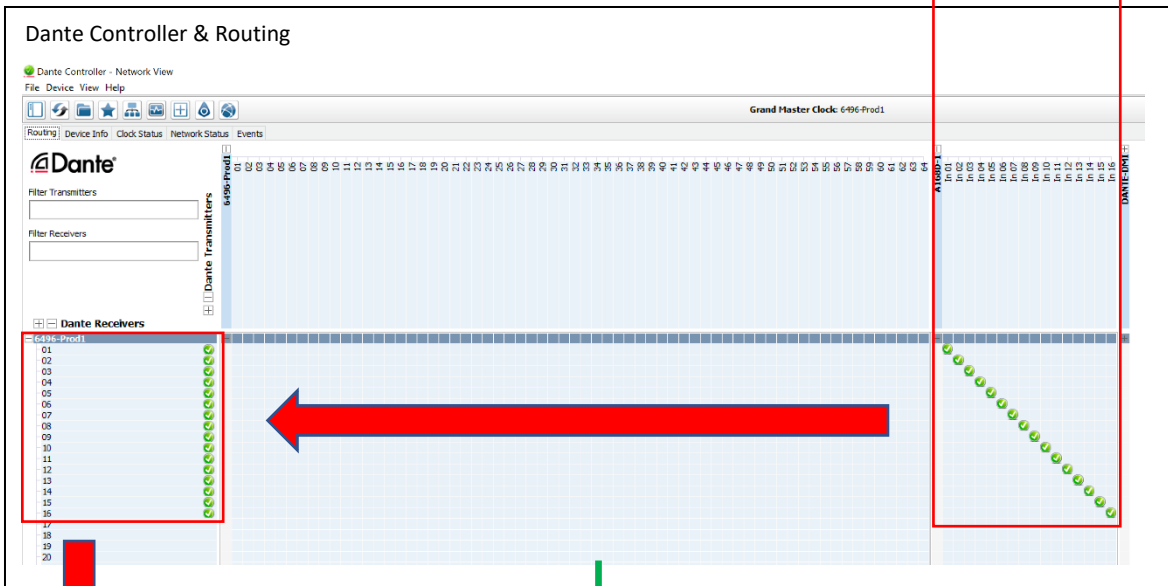 Dante Controller & Routing
Dante Controller - Network View
File Device View Help
Grand Master Clock: 6496-Prod1
Routing Device Info Clock Status Network Status Events
Dante®
Filter Transmitters
Filter Receivers
Dante Transmitters
6496-Prod1
01
02
03
04
05
06
07
08
09
10
11
12
13
14
15
16
17
18
19
20
21
22
23
24
25
26
27
28
29
30
31
32
33
34
35
36
37
38
39
40
41
42
43
44
45
46
47
48
49
50
51
52
53
54
55
56
57
58
59
60
61
62
63
64
A168D-1
In 01
In 02
In 03
In 04
In 05
In 06
In 07
In 08
In 09
In 10
In 11
In 12
In 13
In 14
In 15
In 16
DANTE-DMI
Dante Receivers
6496-Prod1
01
02
03
04
05
06
07
08
09
10
11
12
13
14
15
16
17
18
19
20